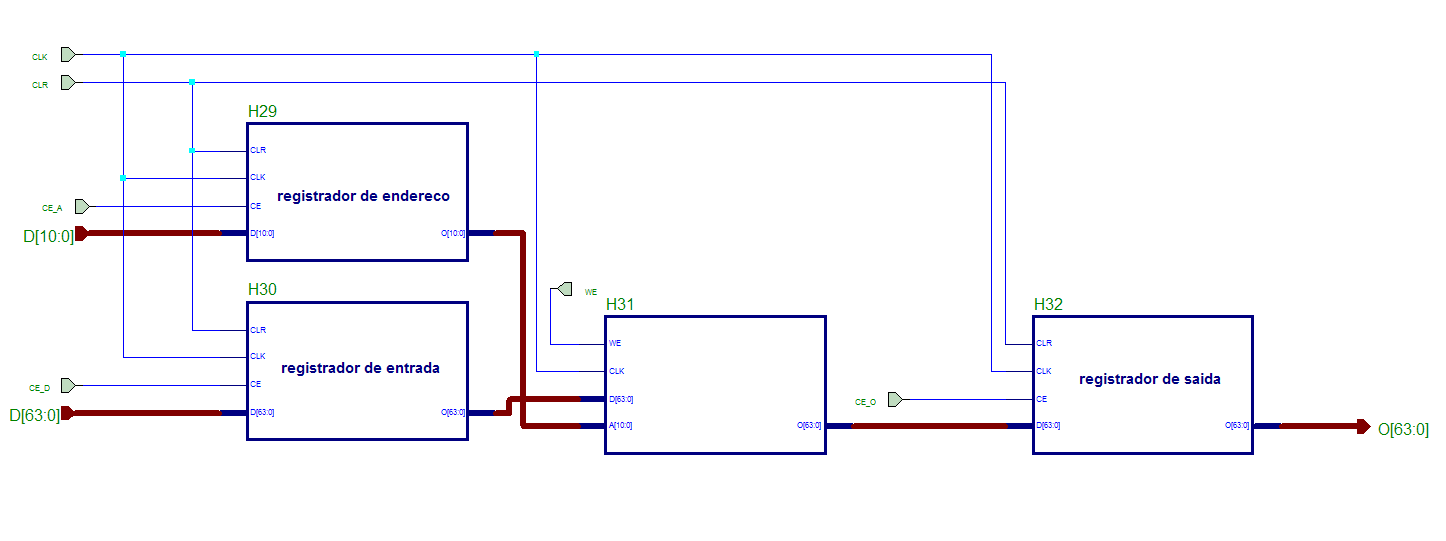 CLK
CLR
H29
CLR
CLK
CE_A
CE
registrador de endereco
D[10:0]
D[10:0]
O[10:0]
H30
CLR
CLK
CE_D
CE
registrador de entrada
D[63:0]
D[63:0]
O[63:0]
WE
H31
WE
CLK
D[63:0]
A[10:0]
O[63:0]
CE_O
H32
CLR
CLK
CE
registrador de saida
D[63:0]
O[63:0]
O[63:0]